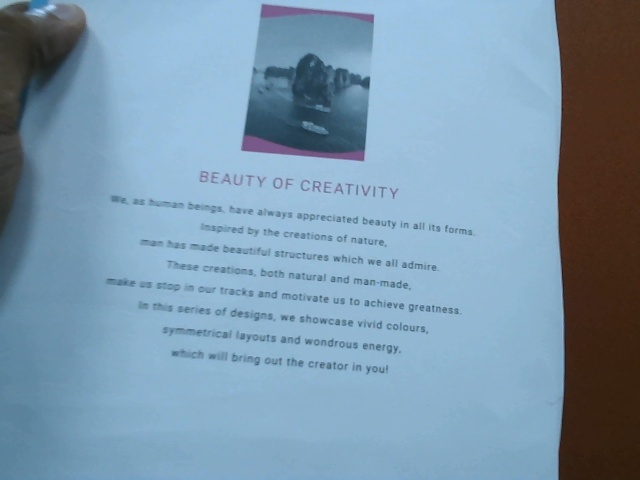 BEAUTY OF CREATIVITY
We, as human beings, have always appreciated beauty in all its forms.
Inspired by the creations of nature,
man has made beautiful structures which we all admire.
These creations, both natural and man-made,
make us stop in our tracks and motivate us to achieve greatness.
In this series of designs, we showcase vivid colours,
symmetrical layouts and wondrous energy,
which will bring out the creator in you!